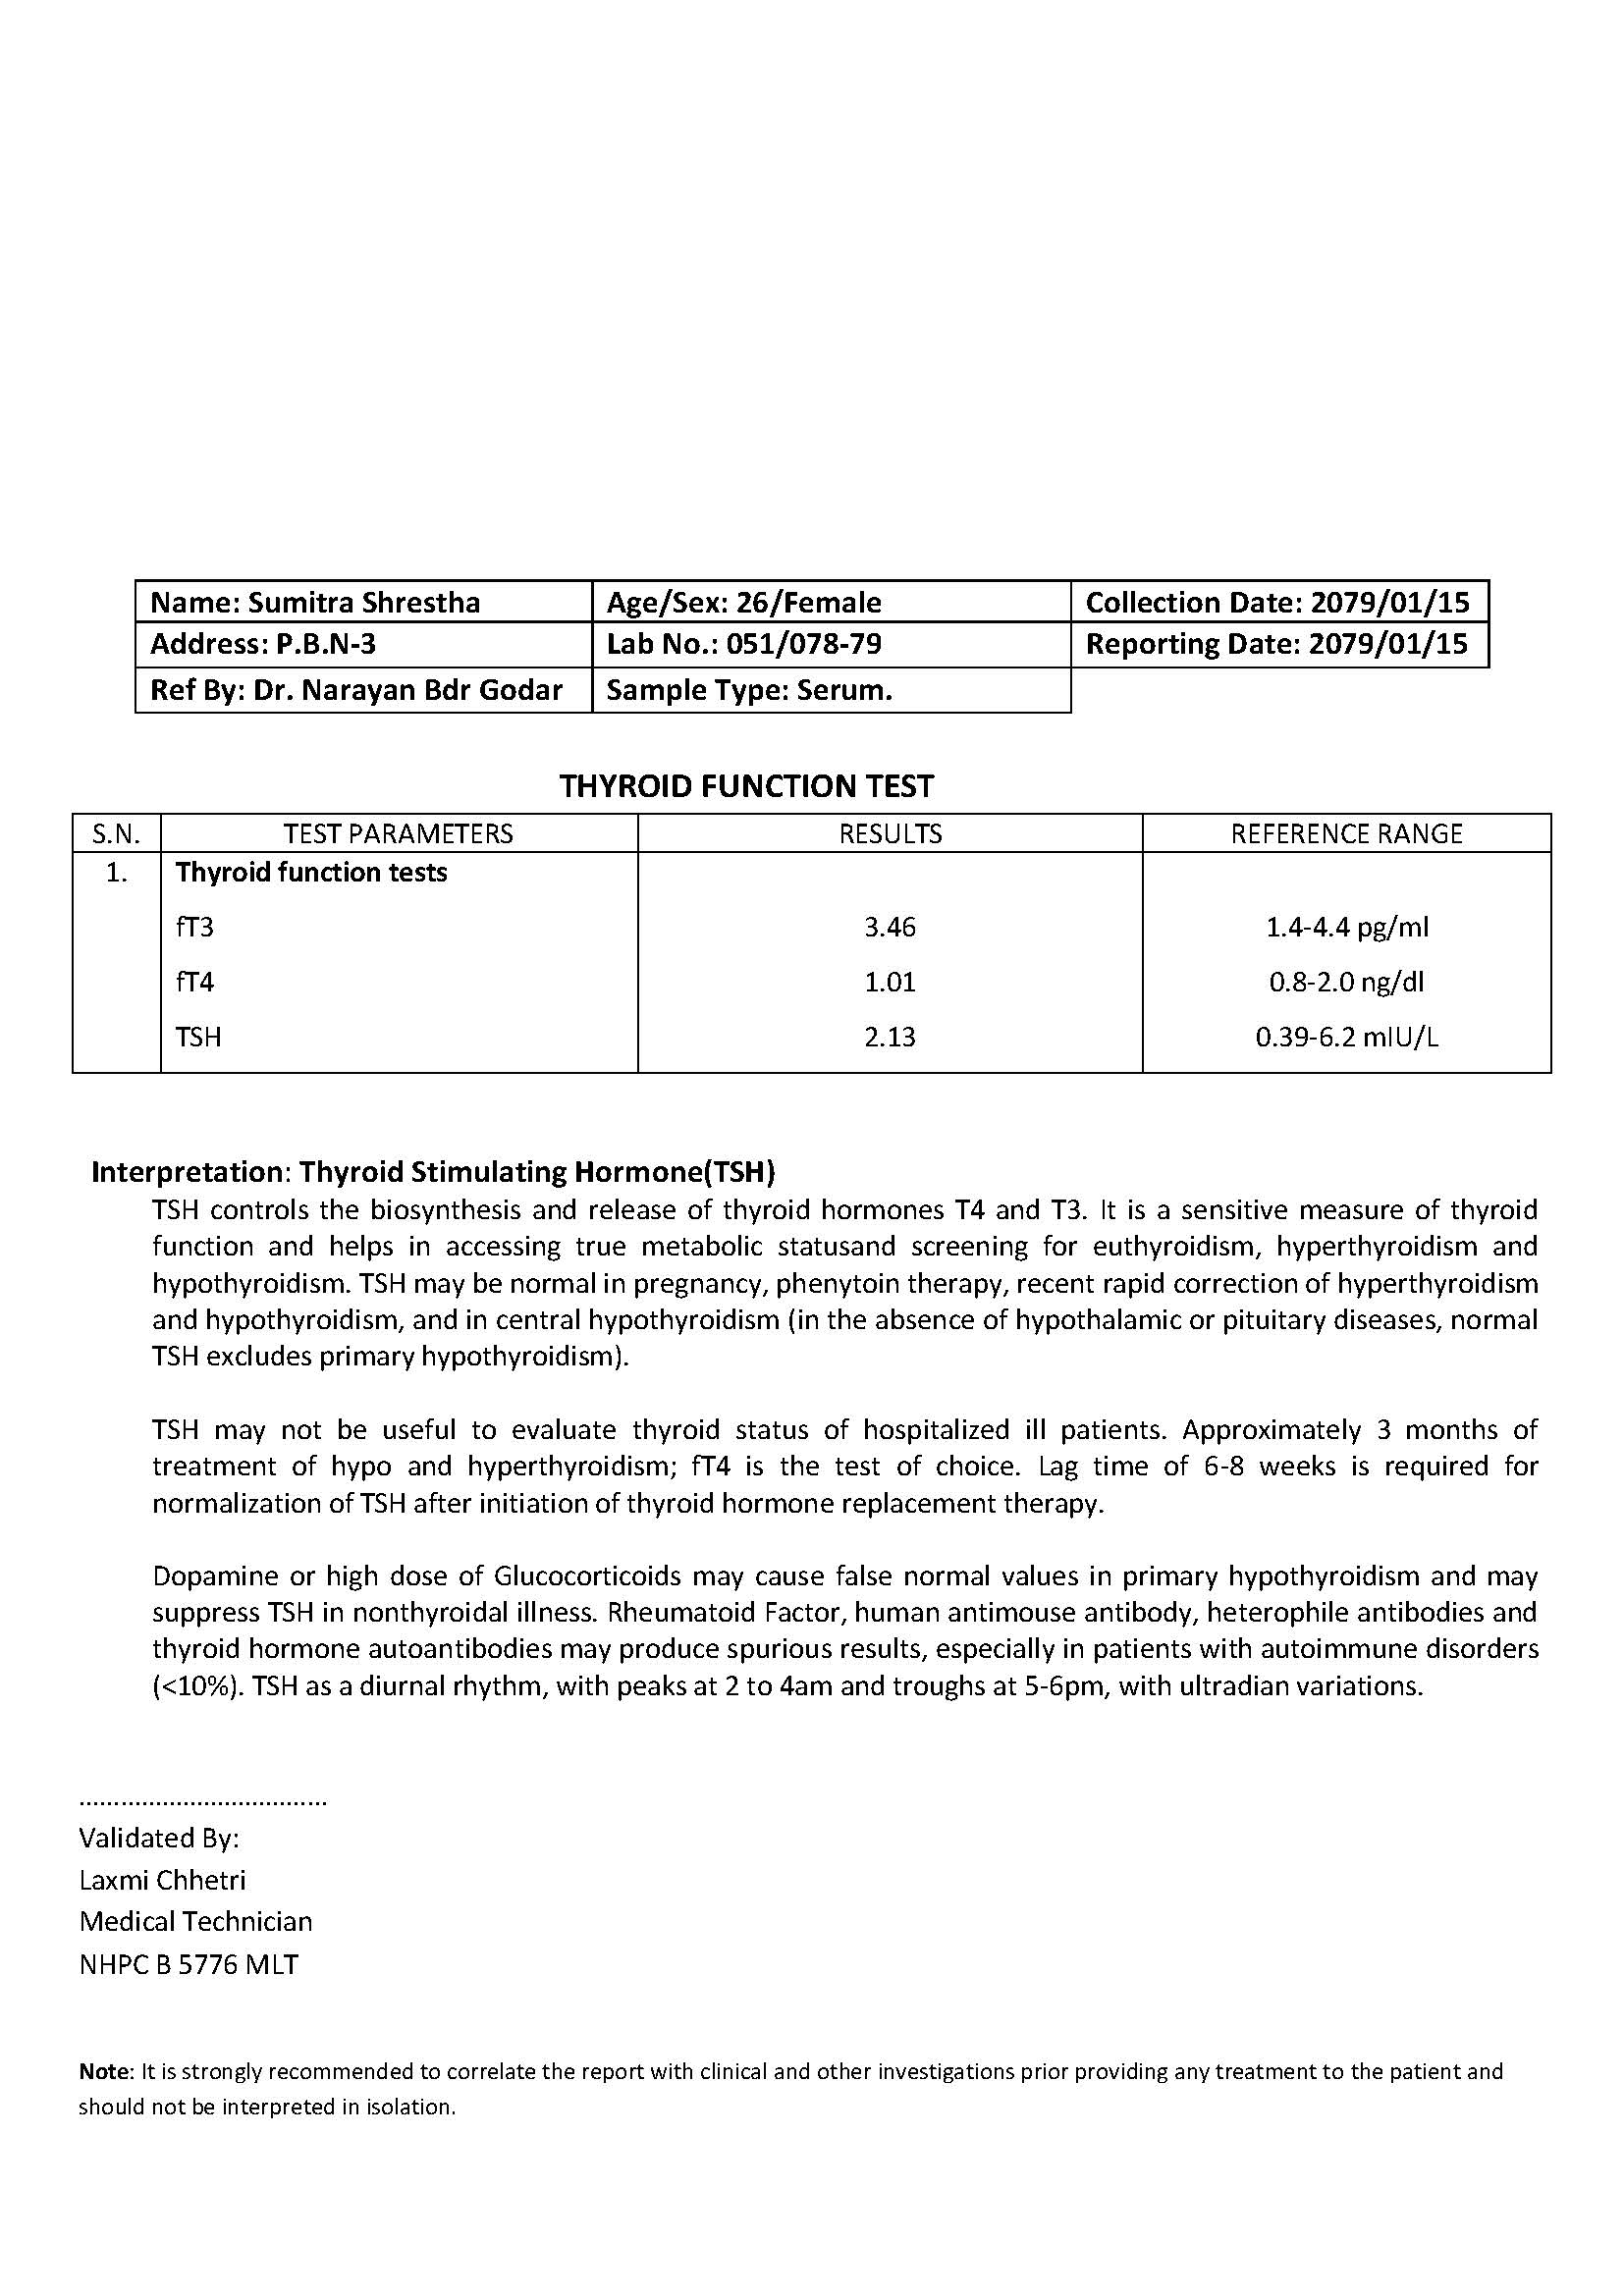 Name: Sumitra Shrestha Age/Sex: 26/Female Collection Date: 2079/01/15
Address: P.B.N-3 Lab No.: 051/078-79 Reporting Date: 2079/01/15
Ref By: Dr. Narayan Bdr Godar Sample Type: Serum.
THYROID FUNCTION TEST
S.N. TEST PARAMETERS RESULTS REFERENCE RANGE
1. Thyroid function tests
fT3 3.46 1.4-4.4 pg/ml
fT4 1.01 0.8-2.0 ng/dl
TSH 2.13 0.39-6.2 mIU/L
Interpretation: Thyroid Stimulating Hormone(TSH)
TSH controls the biosynthesis and release of thyroid hormones T4 and T3. It is a sensitive measure of thyroid
function and helps in accessing true metabolic statusand screening for euthyroidism, hyperthyroidism and
hypothyroidism. TSH may be normal in pregnancy, phenytoin therapy, recent rapid correction of hyperthyroidism
and hypothyroidism, and in central hypothyroidism (in the absence of hypothalamic or pituitary diseases, normal
TSH excludes primary hypothyroidism).
TSH may not be useful to evaluate thyroid status of hospitalized ill patients. Approximately 3 months of
treatment of hypo and hyperthyroidism; fT4 is the test of choice. Lag time of 6-8 weeks is required for
normalization of TSH after initiation of thyroid hormone replacement therapy.
Dopamine or high dose of Glucocorticoids may cause false normal values in primary hypothyroidism and may
suppress TSH in nonthyroidal illness. Rheumatoid Factor, human antimouse antibody, heterophile antibodies and
thyroid hormone autoantibodies may produce spurious results, especially in patients with autoimmune disorders
(<10%). TSH as a diurnal rhythm, with peaks at 2 to 4am and troughs at 5-6pm, with ultradian variations.
....................................
Validated By:
Laxmi Chhetri
Medical Technician
NHPC B 5776 MLT
Note: It is strongly recommended to correlate the report with clinical and other investigations prior providing any treatment to the patient and
should not be interpreted in isolation.